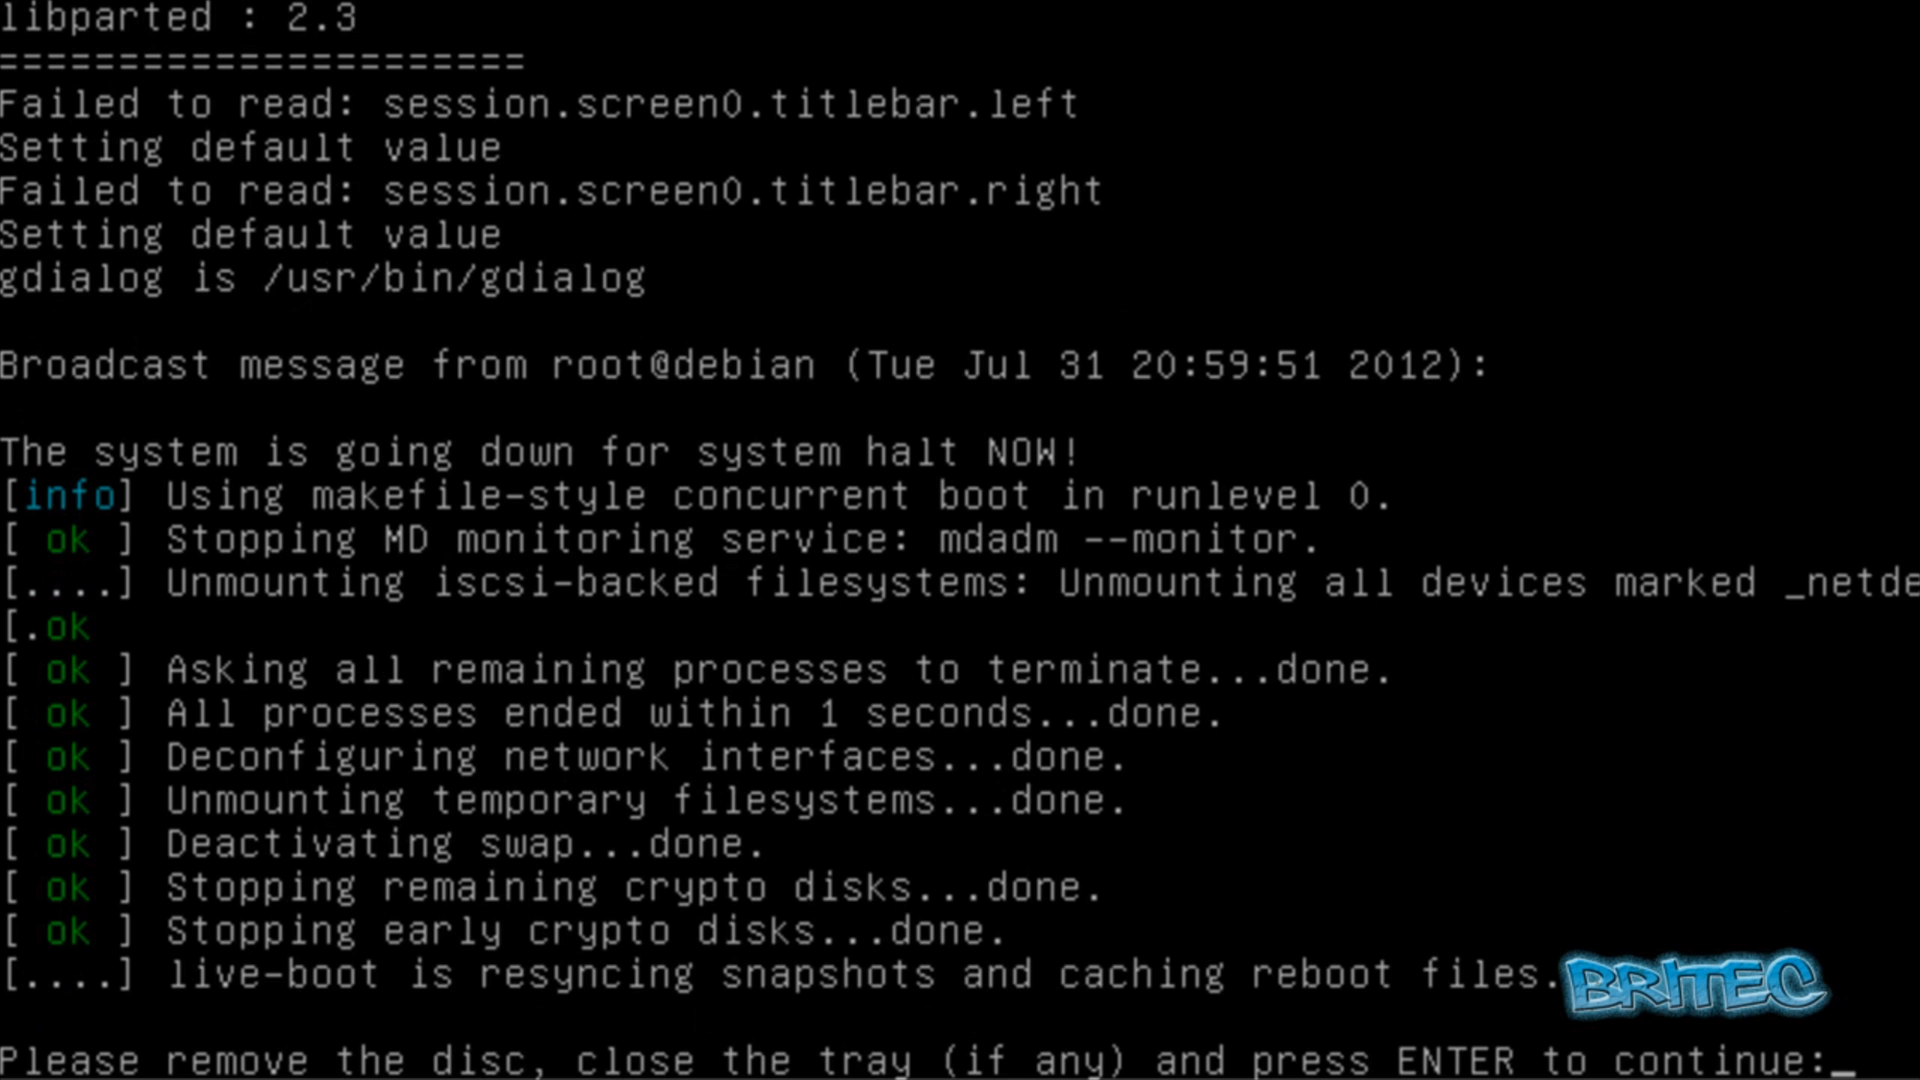 libparted : 2.3
======================
Failed to read: session.screen0.titlebar.left
Setting default value
Failed to read: session.screen0.titlebar.right
Setting default value
gdialog is /usr/bin/gdialog
Broadcast message from root@debian (Tue Jul 31 20:59:51 2012):
The system is going down for system halt NOW!
[info] Using makefile-style concurrent boot in runlevel 0.
[ ok ] Stopping MD monitoring service: mdadm --monitor.
[....] Unmounting iscsi-backed filesystems: Unmounting all devices marked _netde
[.ok
[ ok ] Asking all remaining processes to terminate...done.
[ ok ] All processes ended within 1 seconds...done.
[ ok ] Deconfiguring network interfaces...done.
[ ok ] Unmounting temporary filesystems...done.
[ ok ] Deactivating swap...done.
[ ok ] Stopping remaining crypto disks...done.
[ ok ] Stopping early crypto disks...done.
[....] live-boot is resyncing snapshots and caching reboot files.
BRITEC
Please remove the disc, close the tray (if any) and press ENTER to continue:_